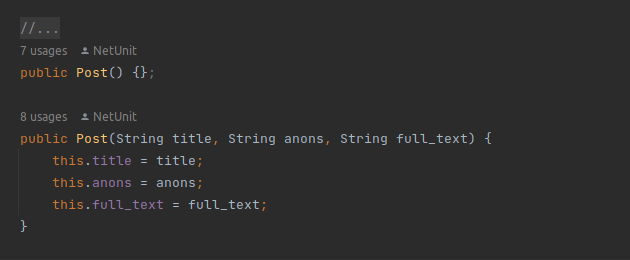 //...
7 usages NetUnit
public Post() {};
8 usages NetUnit
public Post(String title, String anons, String full_text) {
this.title = title;
this.anons = anons;
this.full_text = full_text;
}